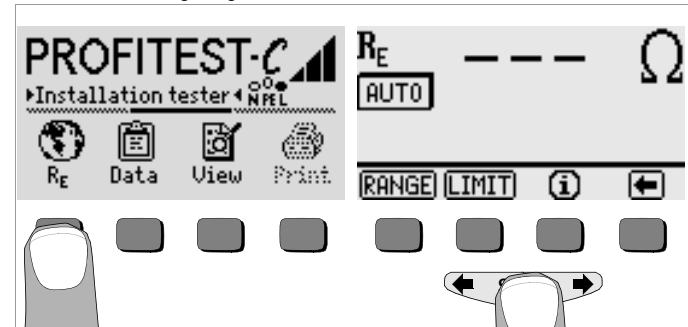 PROFITEST-C
Installation tester
N PE L
RE Data View Print
RE — — — Ω
AUTO
RANGE LIMIT i